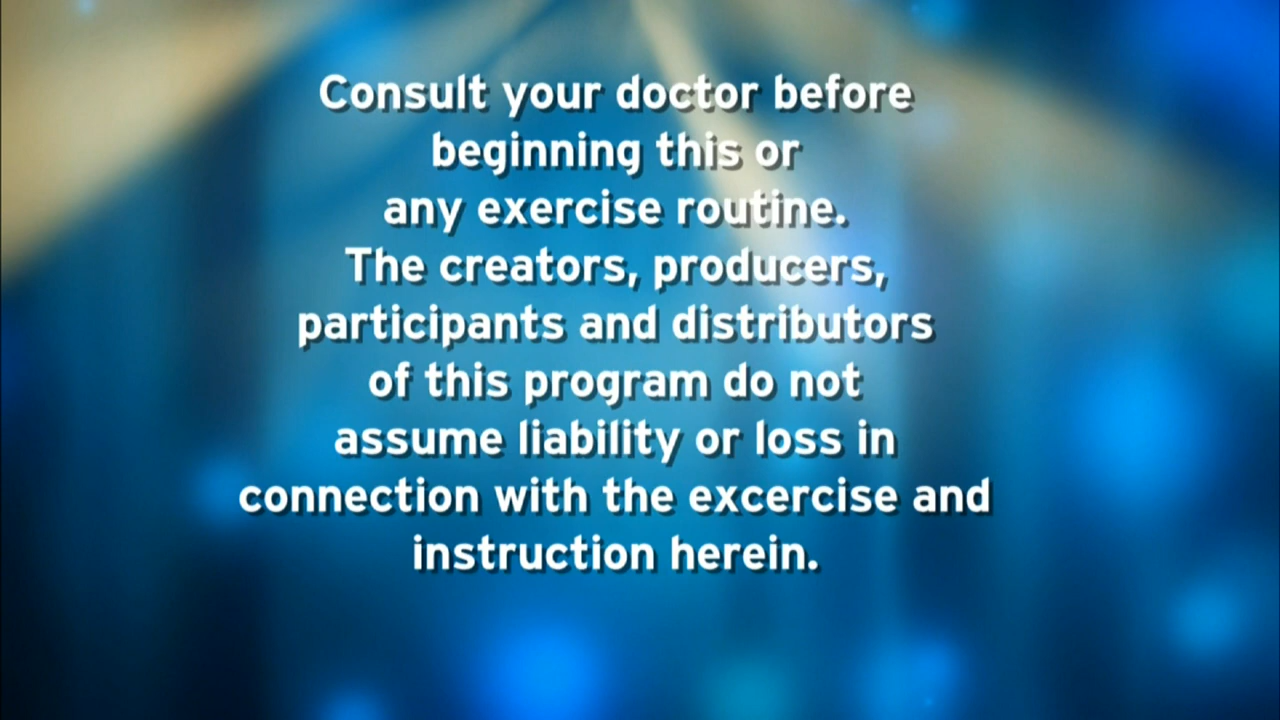 Consult your doctor before
beginning this or
any exercise routine.
The creators, producers,
participants and distributors
of this program do not
assume liability or loss in
connection with the excercise and
instruction herein.